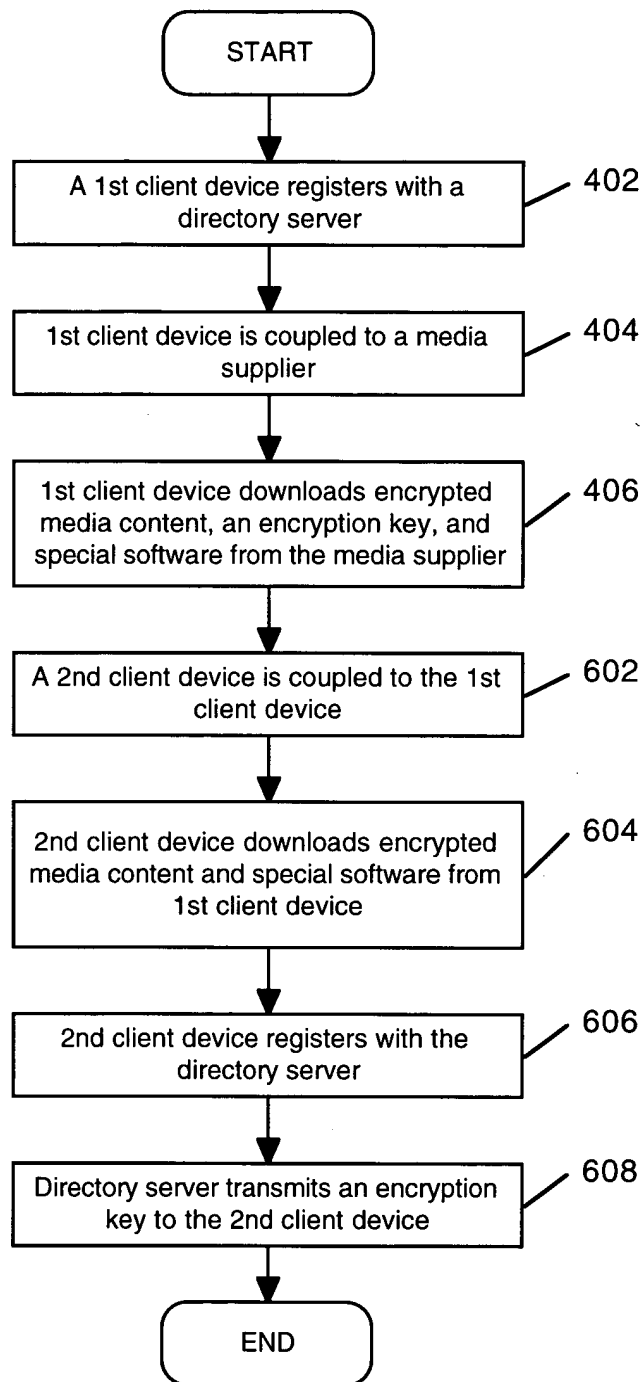 START
A 1st client device registers with a
directory server
402
1st client device is coupled to a media
supplier
404
1st client device downloads encrypted
media content, an encryption key, and
special software from the media supplier
406
A 2nd client device is coupled to the 1st
client device
602
2nd client device downloads encrypted
media content and special software from
1st client device
604
2nd client device registers with the
directory server
606
Directory server transmits an encryption
key to the 2nd client device
608
END